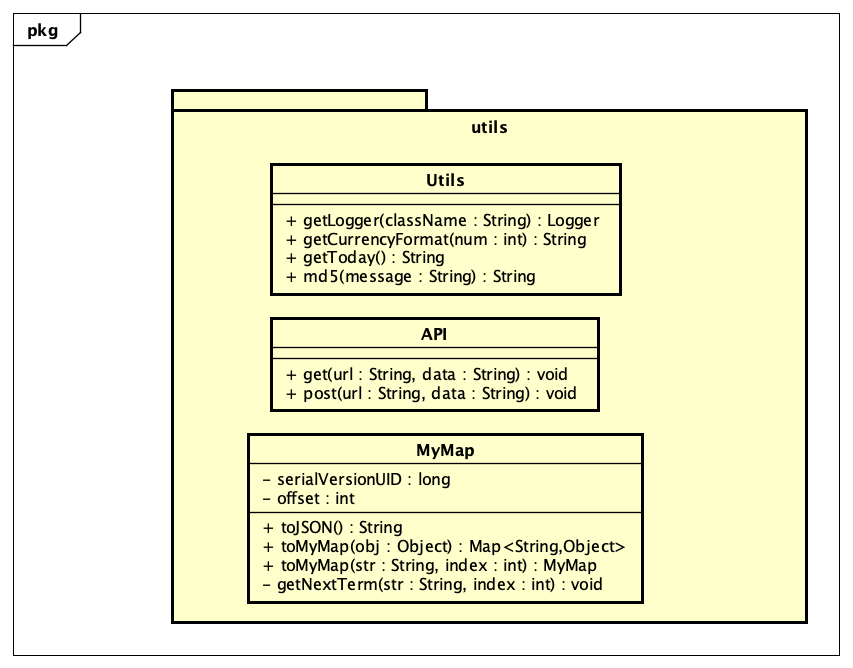 pkg
utils
Utils
+ getLogger(className : String) : Logger
+ getCurrencyFormat(num : int) : String
+ getToday() : String
+ md5(message : String) : String
API
+ get(url : String, data : String) : void
+ post(url : String, data : String) : void
MyMap
- serialVersionUID : long
- offset : int
+ toJSON() : String
+ toMyMap(obj : Object) : Map<String,Object>
+ toMyMap(str : String, index : int) : MyMap
- getNextTerm(str : String, index : int) : void